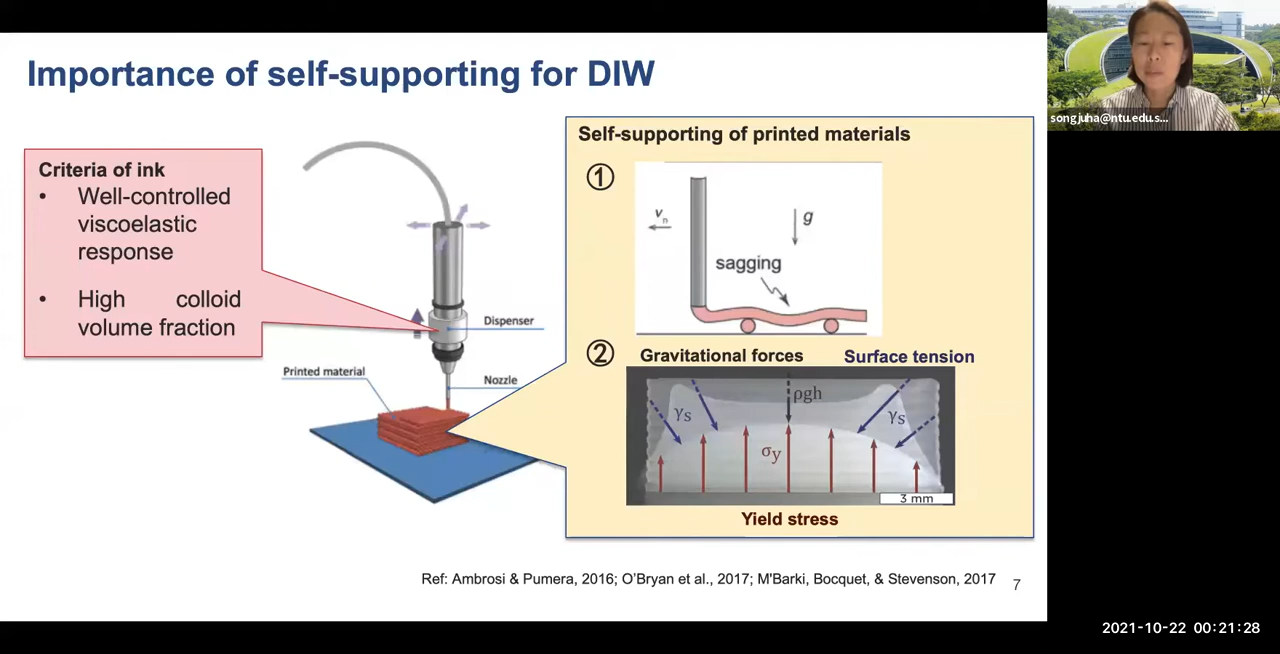 Importance of self-supporting for DIW
songjuha@ntu.edu.s...
Criteria of ink
• Well-controlled
viscoelastic
response
• High colloid
volume fraction
Dispenser
Printed material
Nozzle
Self-supporting of printed materials
①
vn
g
sagging
②
Gravitational forces
Surface tension
ρgh
γs
γs
σy
3 mm
Yield stress
Ref: Ambrosi & Pumera, 2016; O’Bryan et al., 2017; M'Barki, Bocquet, & Stevenson, 2017
7
2021-10-22 00:21:28